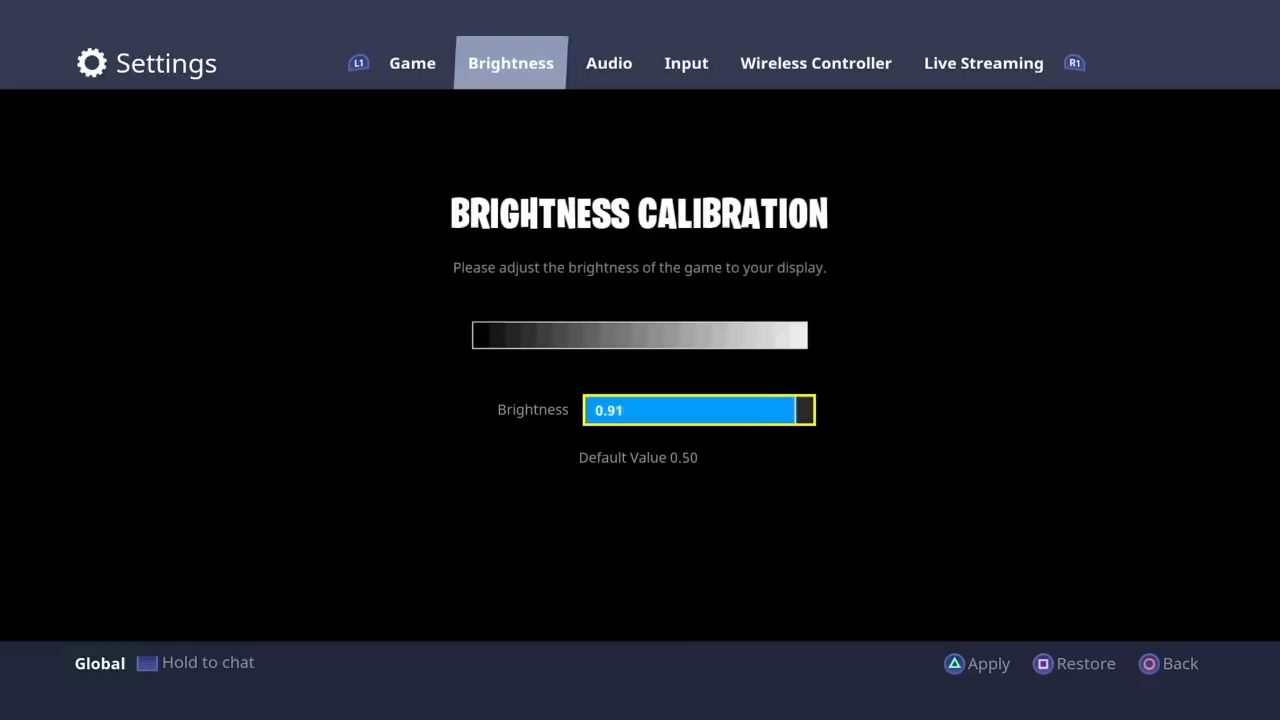 Settings
L1 Game Brightness Audio Input Wireless Controller Live Streaming R1
BRIGHTNESS CALIBRATION
Please adjust the brightness of the game to your display.
Brightness 0.91
Default Value 0.50
Global Hold to chat
Apply Restore Back